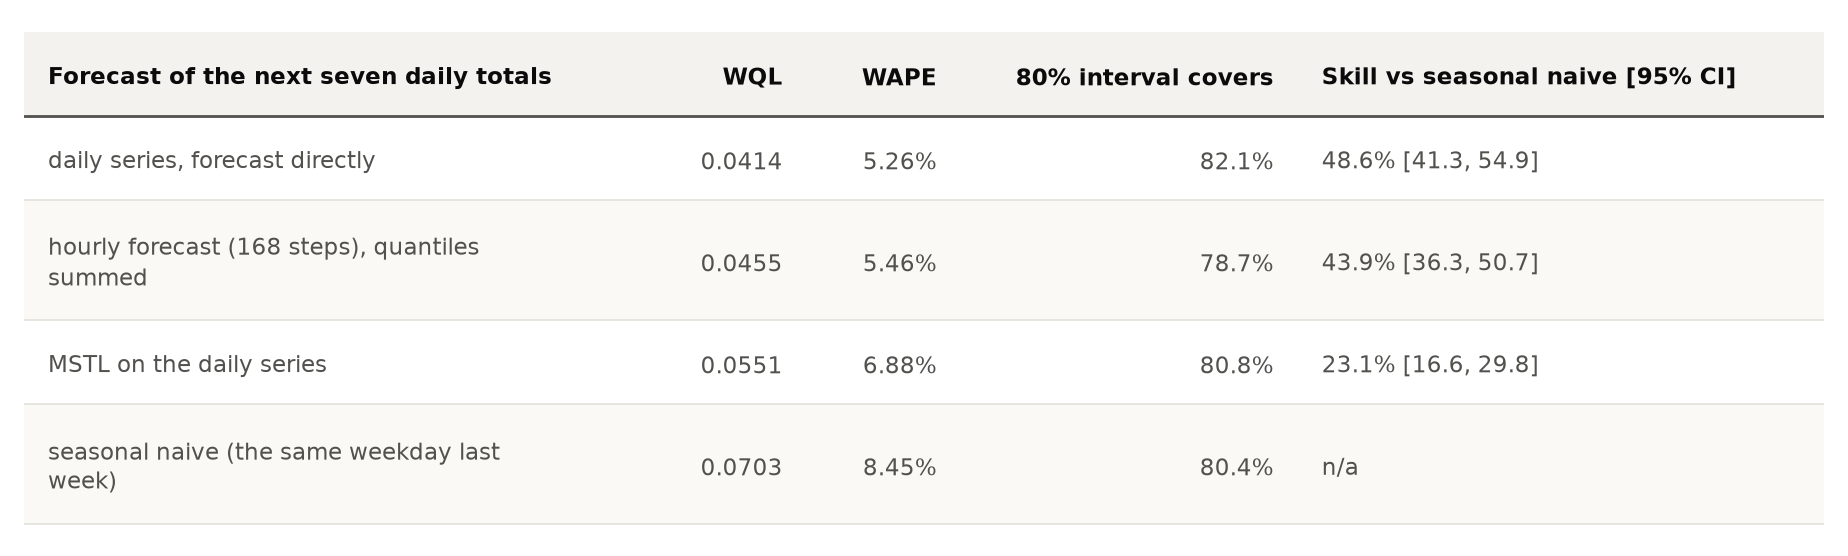 Forecast of the next seven daily totals WQL WAPE 80% interval covers Skill vs seasonal naive [95% CI]
daily series, forecast directly 0.0414 5.26% 82.1% 48.6% [41.3, 54.9]
hourly forecast (168 steps), quantiles
summed 0.0455 5.46% 78.7% 43.9% [36.3, 50.7]
MSTL on the daily series 0.0551 6.88% 80.8% 23.1% [16.6, 29.8]
seasonal naive (the same weekday last
week) 0.0703 8.45% 80.4% n/a